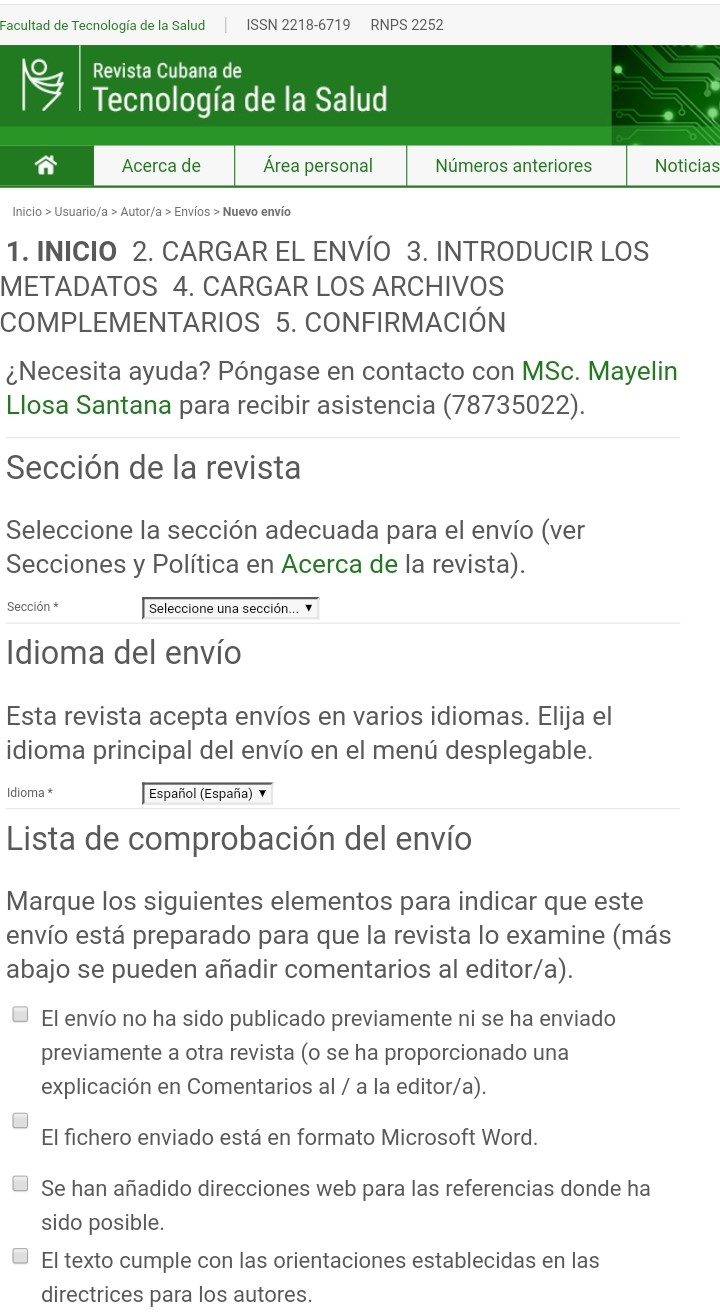 Facultad de Tecnología de la Salud | ISSN 2218-6719 RNPS 2252
Revista Cubana de
Tecnología de la Salud
Acerca de Área personal Números anteriores Noticias
Inicio > Usuario/a > Autor/a > Envíos > Nuevo envío
1. INICIO 2. CARGAR EL ENVÍO 3. INTRODUCIR LOS
METADATOS 4. CARGAR LOS ARCHIVOS
COMPLEMENTARIOS 5. CONFIRMACIÓN
¿Necesita ayuda? Póngase en contacto con MSc. Mayelin
Llosa Santana para recibir asistencia (78735022).
Sección de la revista
Seleccione la sección adecuada para el envío (ver
Secciones y Política en Acerca de la revista).
Sección * Seleccione una sección... ▼
Idioma del envío
Esta revista acepta envíos en varios idiomas. Elija el
idioma principal del envío en el menú desplegable.
Idioma * Español (España) ▼
Lista de comprobación del envío
Marque los siguientes elementos para indicar que este
envío está preparado para que la revista lo examine (más
abajo se pueden añadir comentarios al editor/a).
El envío no ha sido publicado previamente ni se ha enviado
previamente a otra revista (o se ha proporcionado una
explicación en Comentarios al / a la editor/a).
El fichero enviado está en formato Microsoft Word.
Se han añadido direcciones web para las referencias donde ha
sido posible.
El texto cumple con las orientaciones establecidas en las
directrices para los autores.